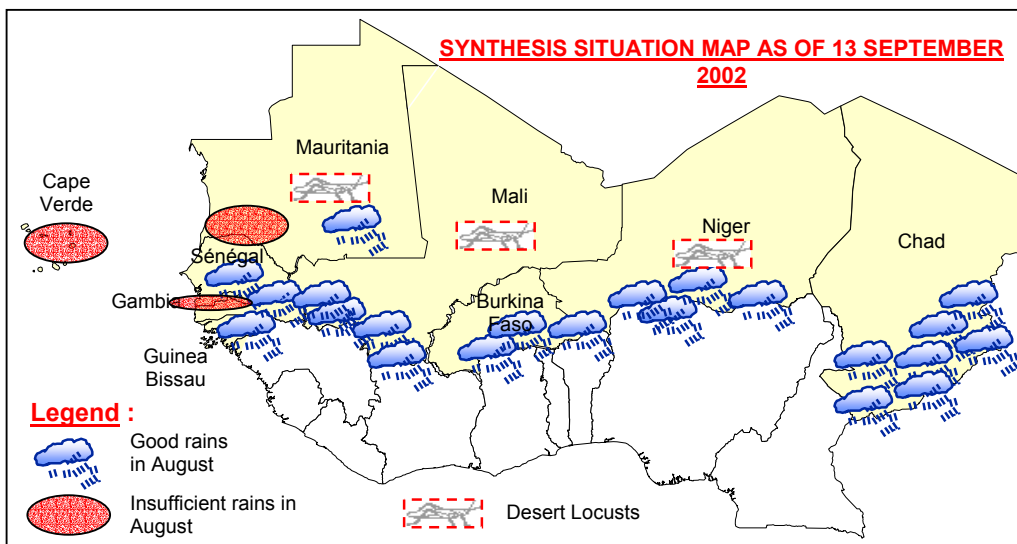 SYNTHESIS SITUATION MAP AS OF 13 SEPTEMBER
2002
Mauritania
Cape
Verde
Mali
Niger
Chad
Sénégal
Gambia
Burkina
Faso
Guinea
Bissau
Legend :
Good rains
in August
Insufficient rains in
August
Desert Locusts